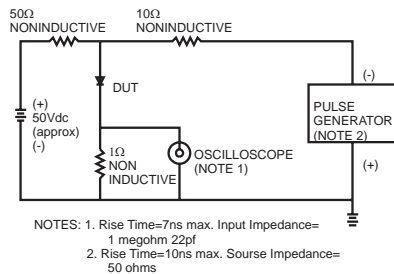 50Ω
NONINDUCTIVE
10Ω
NONINDUCTIVE
(-)
DUT
(+)
50Vdc
(approx)
(-)
PULSE
GENERATOR
(NOTE 2)
1Ω
NON
INDUCTIVE
OSCILLOSCOPE
(NOTE 1)
(+)
NOTES: 1. Rise Time=7ns max. Input Impedance=
1 megohm 22pf
2. Rise Time=10ns max. Sourse Impedance=
50 ohms